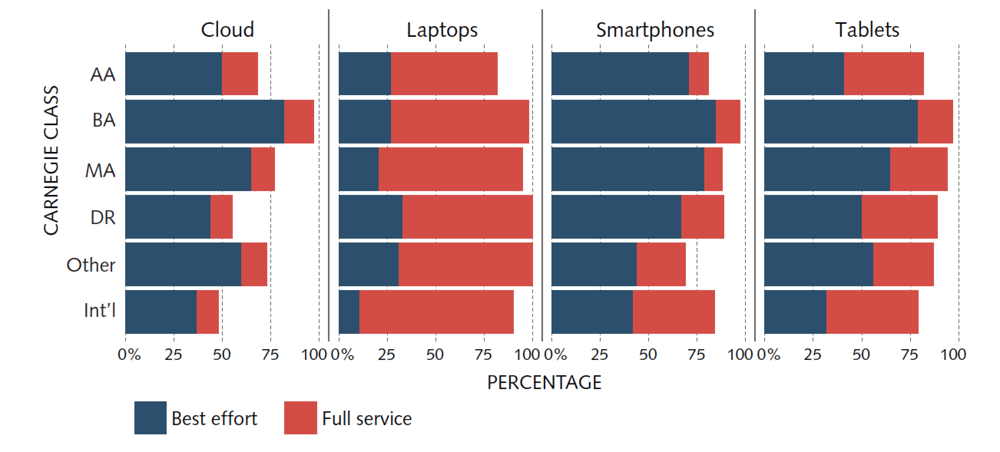 Cloud Laptops Smartphones Tablets
CARNEGIE CLASS
AA
BA
MA
DR
Other
Int'l
0% 25 50 75 100 0% 25 50 75 100 0% 25 50 75 100 0% 25 50 75 100
PERCENTAGE
Best effort Full service